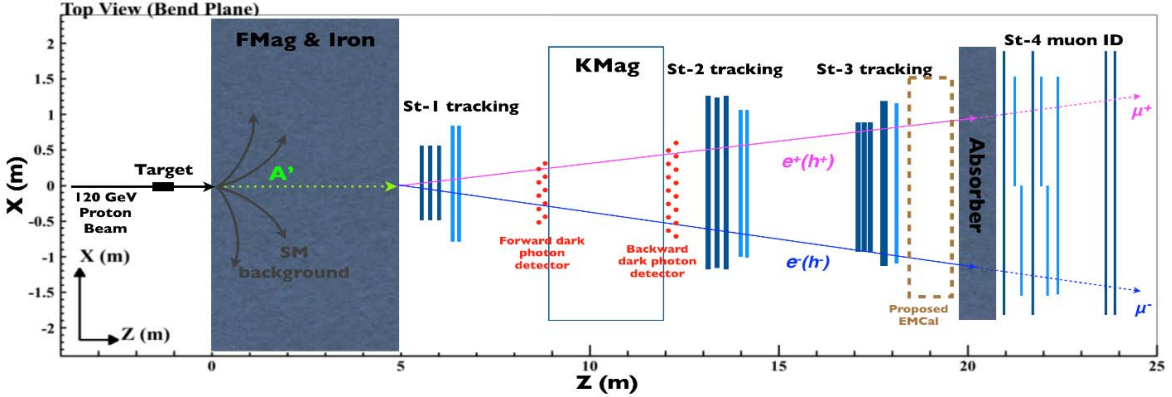 Top View (Bend Plane)
FMag & Iron
KMag
St-1 tracking
St-2 tracking
St-3 tracking
St-4 muon ID
Target
A'
120 GeV
Proton
Beam
SM
background
Forward dark
photon
detector
Backward
dark photon
detector
e⁺(h⁺)
e⁻(h⁻)
Proposed
EMCal
Absorber
μ⁺
μ⁻
X (m)
Z (m)
X (m)
2
1.5
1
0.5
0
-0.5
-1
-1.5
-2
0
5
10
15
20
25
Z (m)